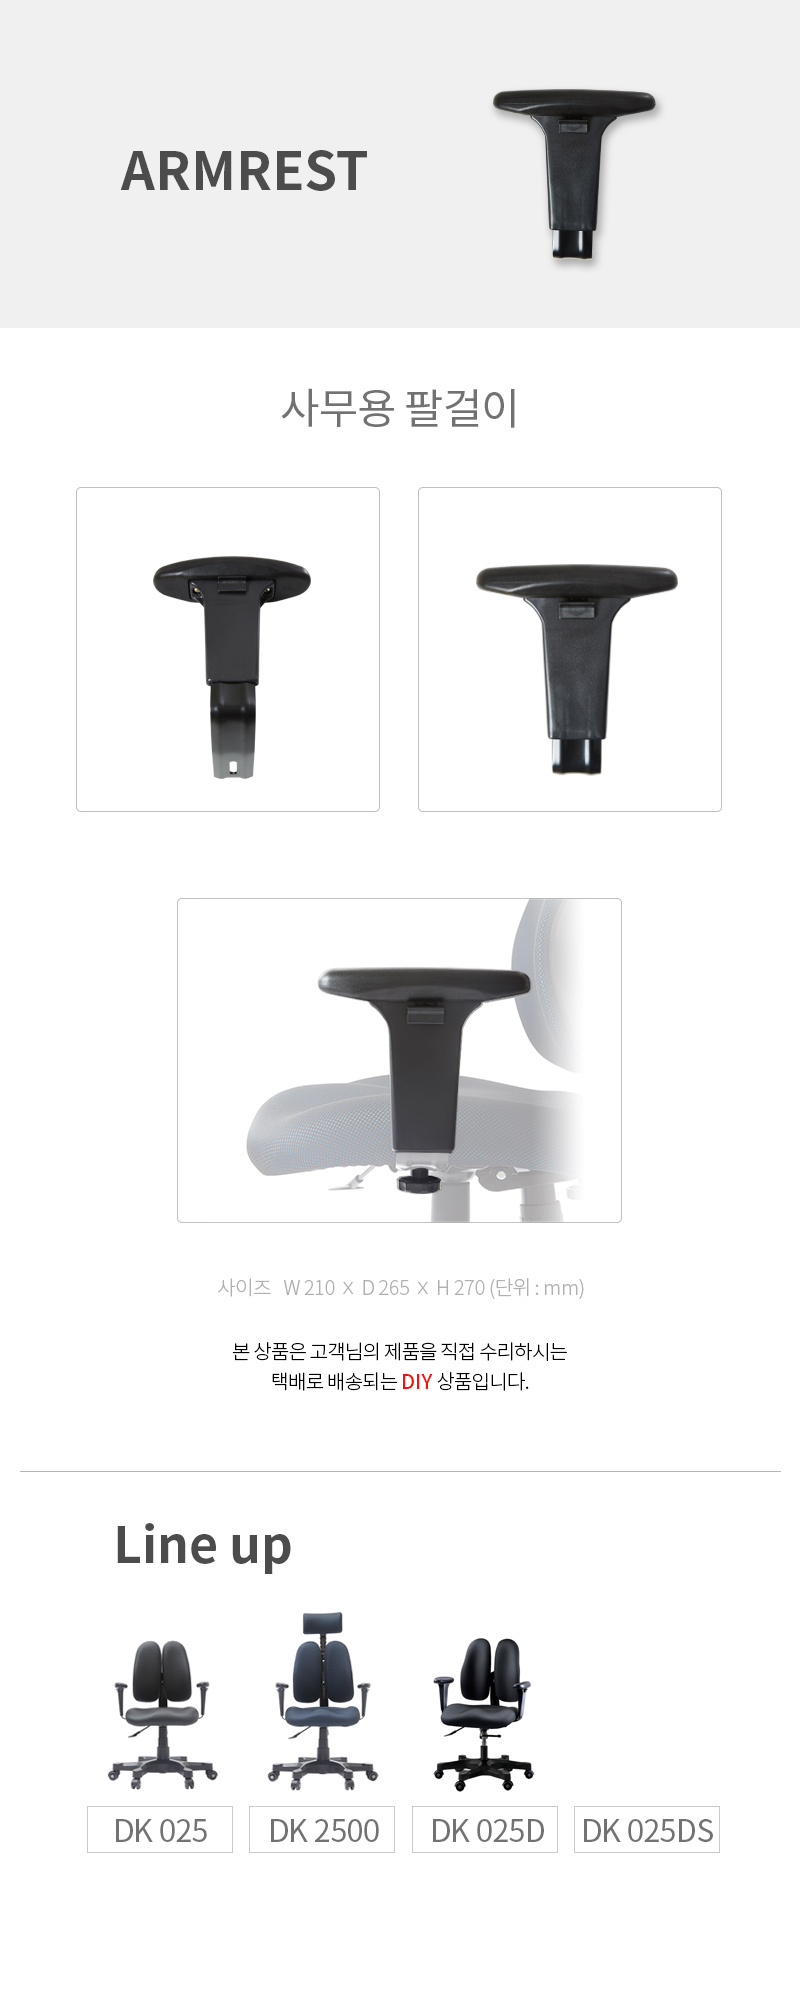 ARMREST
사무용 팔걸이
사이즈 W 210 X D 265 X H 270 (단위 : mm)
본 상품은 고객님의 제품을 직접 수리하시는
택배로 배송되는 DIY 상품입니다.
Line up
DK 025
DK 2500
DK 025D
DK 025DS